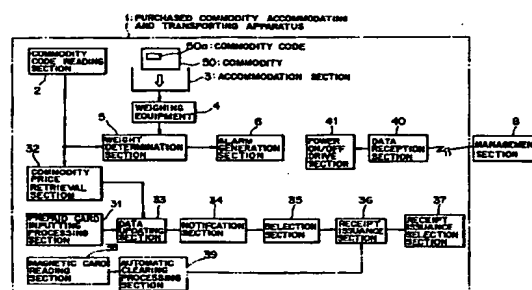 1: PURCHASED COMMODITY ACCOMMODATING
AND TRANSPORTING APPARATUS
50a: COMMODITY CODE
50: COMMODITY
3: ACCOMMODATION SECTION
COMMODITY
CODE READING
SECTION
2
WEIGHING
EQUIPMENT
4
5
WEIGHT
DETERMINATION
SECTION
6
ALARM
GENERATION
SECTION
41
POWER
ON/OFF
DRIVE
SECTION
40
DATA
RECEPTION
SECTION
8
MANAGEMENT
SECTION
32
COMMODITY
PRICE
RETRIEVAL
SECTION
31
PREPAID CARD
INPUTTING
PROCESSING
SECTION
33
DATA
UPDATING
SECTION
34
NOTIFICATION
SECTION
35
SELECTION
SECTION
36
RECEIPT
ISSUANCE
SECTION
37
RECEIPT
ISSUANCE
SELECTION
SECTION
38
MAGNETIC CARD
READING
SECTION
39
AUTOMATIC
CLEARING
PROCESSING
SECTION